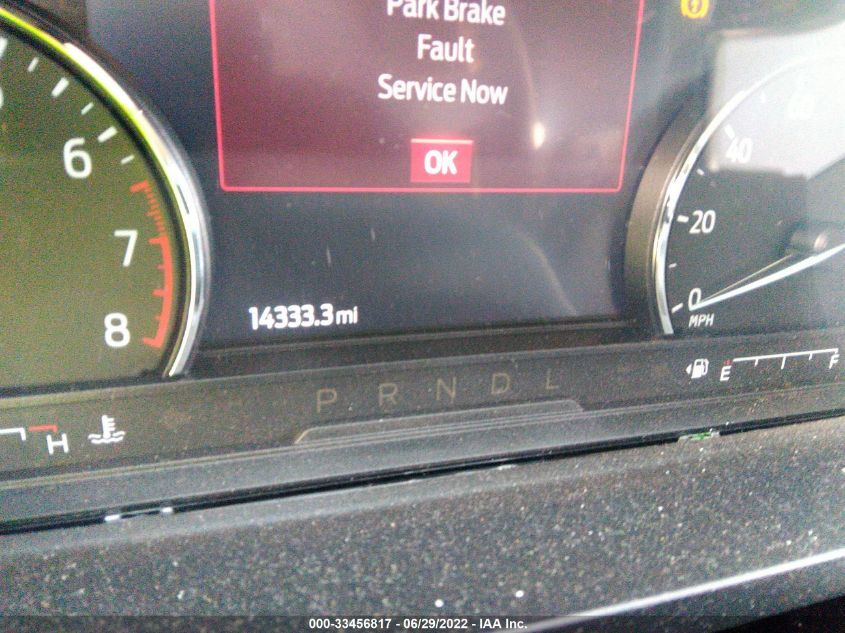 Park Brake
Fault
Service Now
OK
6
7
8
14333.3 mi
60
40
20
0
MPH
P R N D L
E F
H
000-33456817 - 06/29/2022 - IAA Inc.